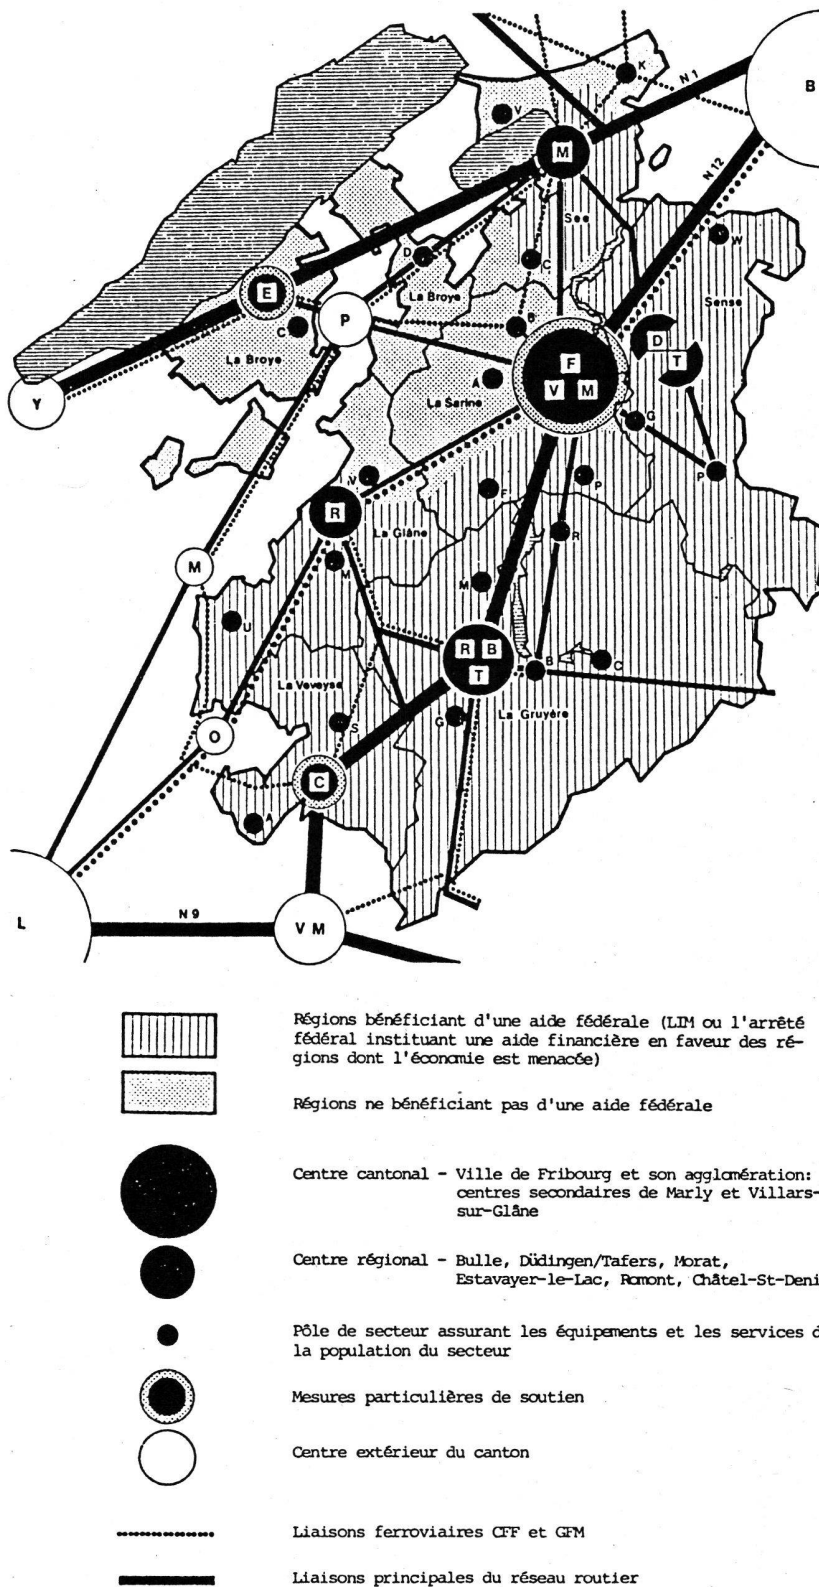 K
N 1
B
V
M
N 12
See
W
D
C
Sense
E
La Broye
P
B
D
C
F
T
La Broye
V M
A
La Sarine
Y
G
V
P
F
P
R
La Glâne
R
M
M
M
U
R B
B
C
T
La Veveyse
La Gruyère
O
S
G
C
A
L
N 9
V M
Régions bénéficiant d'une aide fédérale (LIM ou l'arrêté
fédéral instituant une aide financière en faveur des ré-
gions dont l'économie est menacée)
Régions ne bénéficiant pas d'une aide fédérale
Centre cantonal - Ville de Fribourg et son agglomération:
centres secondaires de Marly et Villars-
sur-Glâne
Centre régional - Bulle, Düdingen/Tafers, Morat,
Estavayer-le-Lac, Romont, Châtel-St-Deni
Pôle de secteur assurant les équipements et les services d
la population du secteur
Mesures particulières de soutien
Centre extérieur du canton
Liaisons ferroviaires CFF et GFM
Liaisons principales du réseau routier